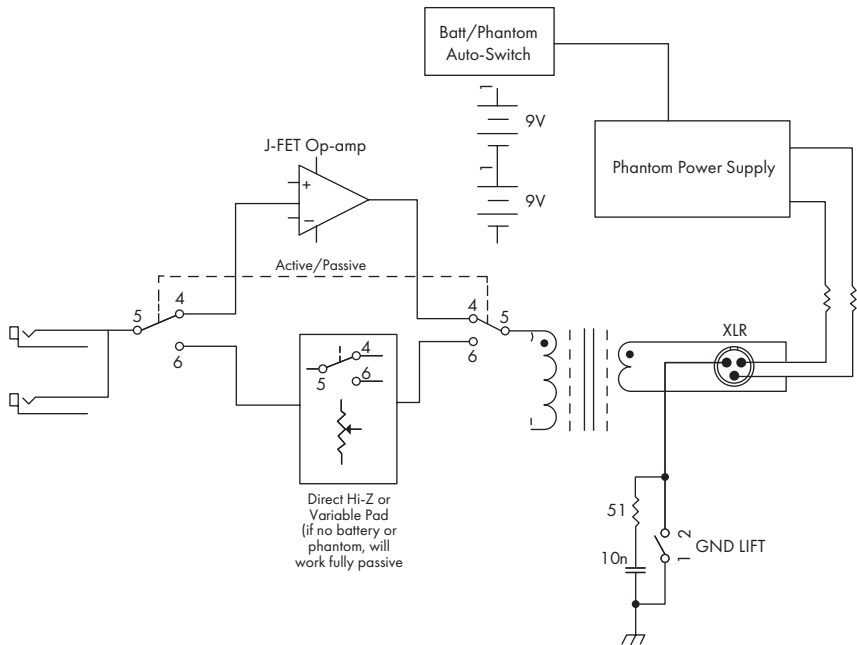 Batt/Phantom
Auto-Switch
1
9V
J-FET Op-amp
+
−
1
9V
Phantom Power Supply
Active/Passive
5
4
6
4
5
6
4
5
6
XLR
Direct Hi-Z or
Variable Pad
(if no battery or
phantom, will
work fully passive
51
10n
2
1
GND LIFT